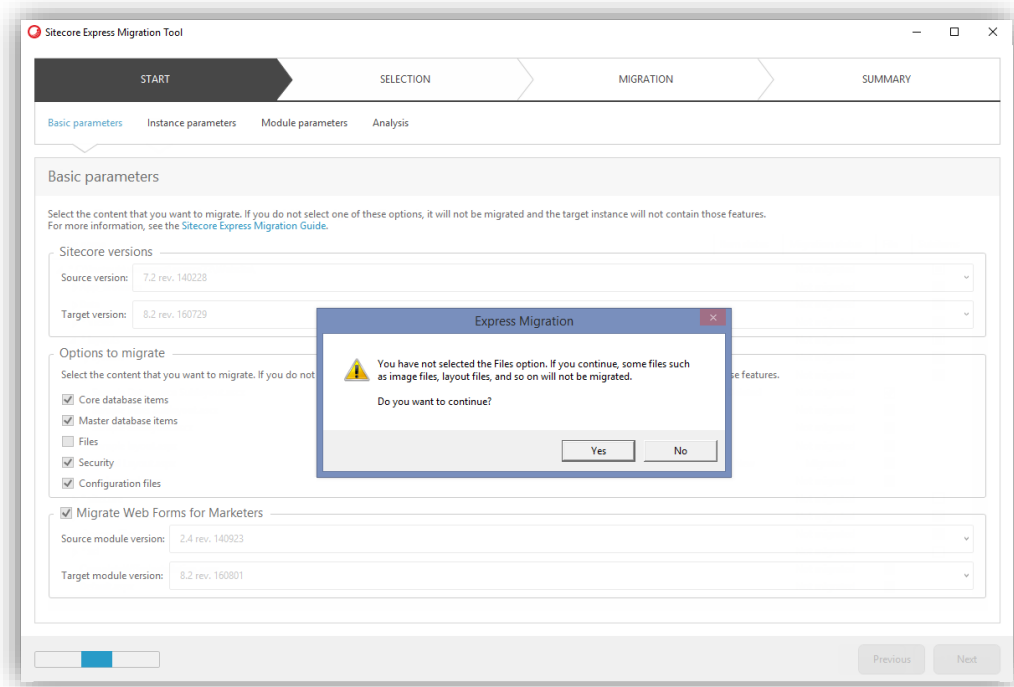 Sitecore Express Migration Tool
START
SELECTION
MIGRATION
SUMMARY
Basic parameters
Instance parameters
Module parameters
Analysis
Basic parameters
Select the content that you want to migrate. If you do not select one of these options, it will not be migrated and the target instance will not contain those features.
For more information, see the Sitecore Express Migration Guide.
Sitecore versions
Source version:
7.2 rev. 140228
Target version:
8.2 rev. 160729
Options to migrate
Select the content that you want to migrate. If you do not
se features.
Core database items
Master database items
Files
Security
Configuration files
Express Migration
You have not selected the Files option. If you continue, some files such
as image files, layout files, and so on will not be migrated.
Do you want to continue?
Yes
No
Migrate Web Forms for Marketers
Source module version:
2.4 rev. 140923
Target module version:
8.2 rev. 160801
Previous
Next